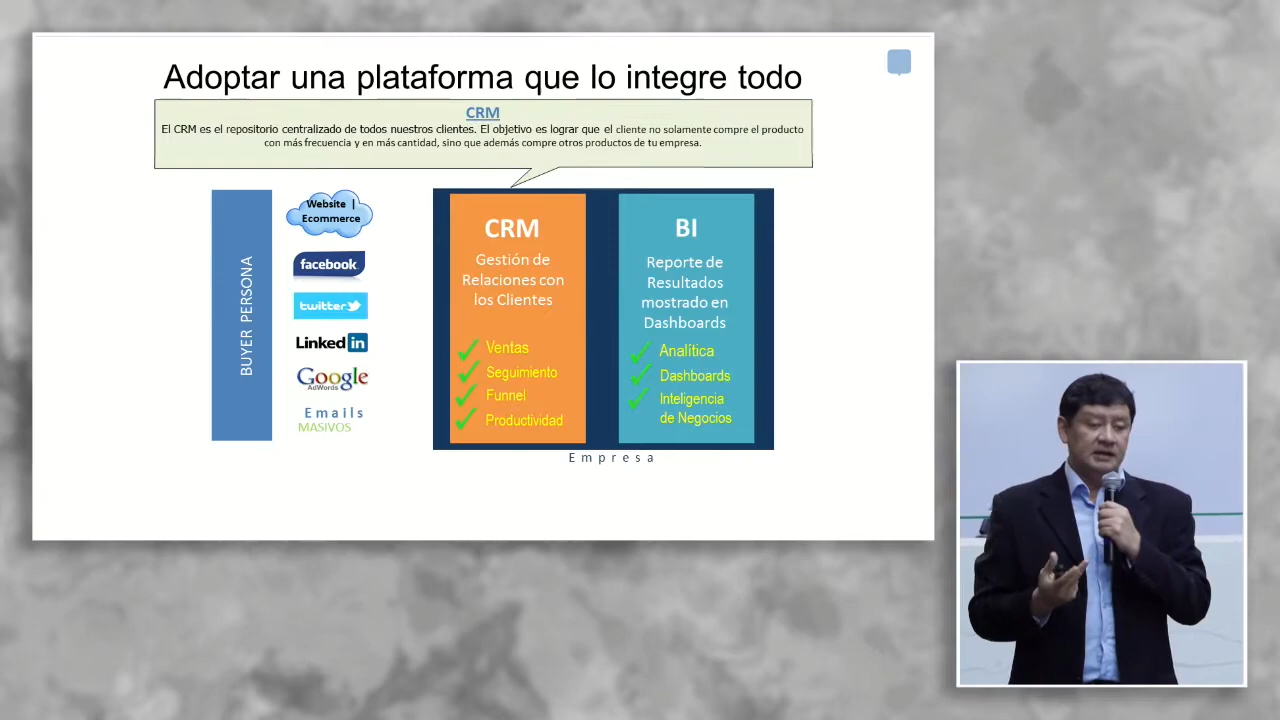 Adoptar una plataforma que lo integre todo
CRM
El CRM es el repositorio centralizado de todos nuestros clientes. El objetivo es lograr que el cliente no solamente compre el producto
con más frecuencia y en más cantidad, sino que además compre otros productos de tu empresa.
BUYER PERSONA
Website |
Ecommerce
facebook
twitter
Linked in
Google
AdWords
Emails
MASIVOS
CRM
Gestión de
Relaciones con
los Clientes
Ventas
Seguimiento
Funnel
Productividad
BI
Reporte de
Resultados
mostrado en
Dashboards
Analítica
Dashboards
Inteligencia
de Negocios
Empresa